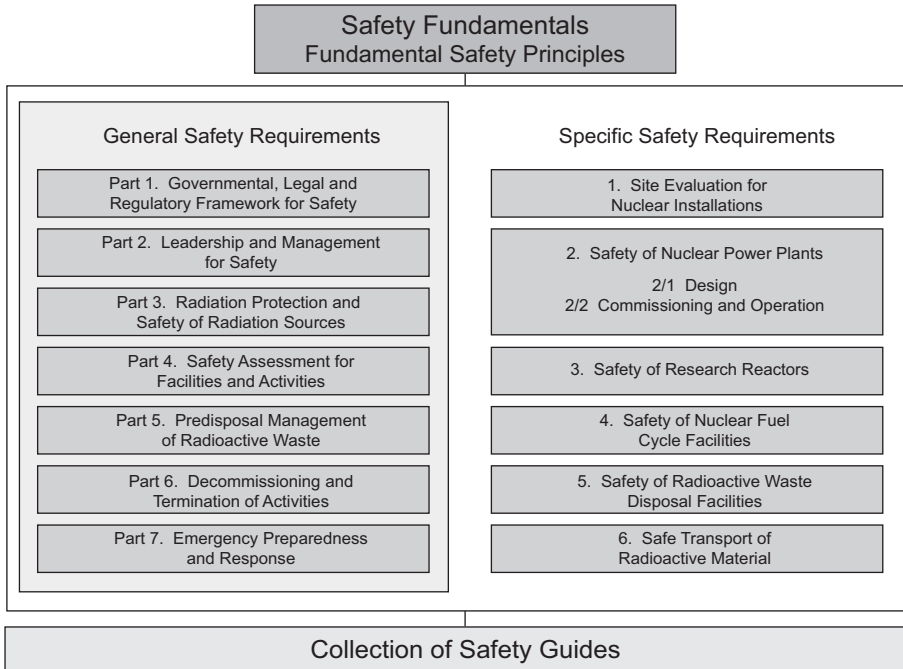 Safety Fundamentals
Fundamental Safety Principles
General Safety Requirements
Part 1. Governmental, Legal and
Regulatory Framework for Safety
Part 2. Leadership and Management
for Safety
Part 3. Radiation Protection and
Safety of Radiation Sources
Part 4. Safety Assessment for
Facilities and Activities
Part 5. Predisposal Management
of Radioactive Waste
Part 6. Decommissioning and
Termination of Activities
Part 7. Emergency Preparedness
and Response
Specific Safety Requirements
1. Site Evaluation for
Nuclear Installations
2. Safety of Nuclear Power Plants
2/1 Design
2/2 Commissioning and Operation
3. Safety of Research Reactors
4. Safety of Nuclear Fuel
Cycle Facilities
5. Safety of Radioactive Waste
Disposal Facilities
6. Safe Transport of
Radioactive Material
Collection of Safety Guides